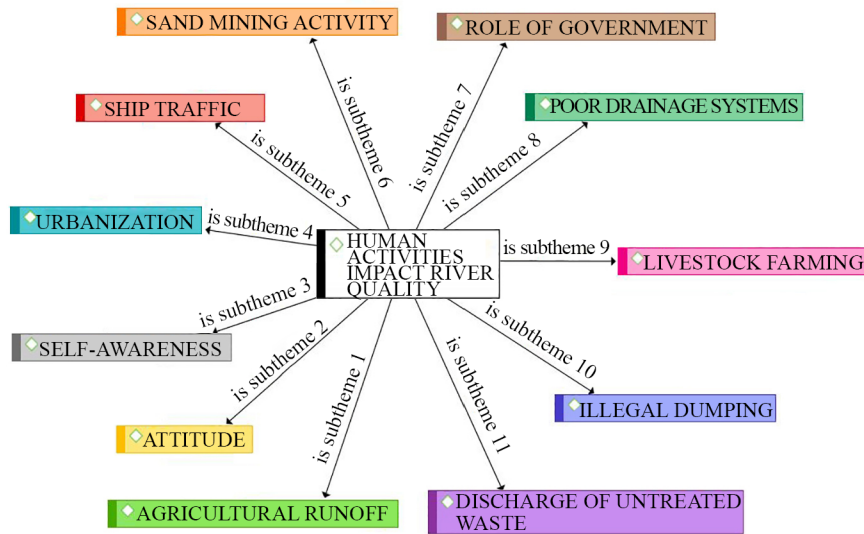 SAND MINING ACTIVITY
ROLE OF GOVERNMENT
SHIP TRAFFIC
POOR DRAINAGE SYSTEMS
is subtheme 6
is subtheme 7
is subtheme 5
is subtheme 8
URBANIZATION
is subtheme 4
HUMAN
ACTIVITIES
IMPACT RIVER
QUALITY
is subtheme 9
LIVESTOCK FARMING
is subtheme 3
SELF-AWARENESS
is subtheme 2
is subtheme 1
is subtheme 11
is subtheme 10
ILLEGAL DUMPING
ATTITUDE
AGRICULTURAL RUNOFF
DISCHARGE OF UNTREATED
WASTE